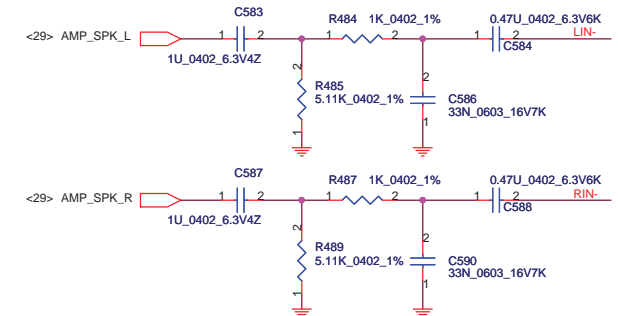 C583
R484 1K_0402_1% 0.47U_0402_6.3V6K
<29> AMP_SPK_L 1 2 1 2 1 2 LIN-
1U_0402_6.3V4Z C584
2 R485 2 C586
5.11K_0402_1% 33N_0603_16V7K
1 1
C587
R487 1K_0402_1% 0.47U_0402_6.3V6K
<29> AMP_SPK_R 1 2 1 2 1 2 RIN-
1U_0402_6.3V4Z C588
2 R489 2 C590
5.11K_0402_1% 33N_0603_16V7K
1 1